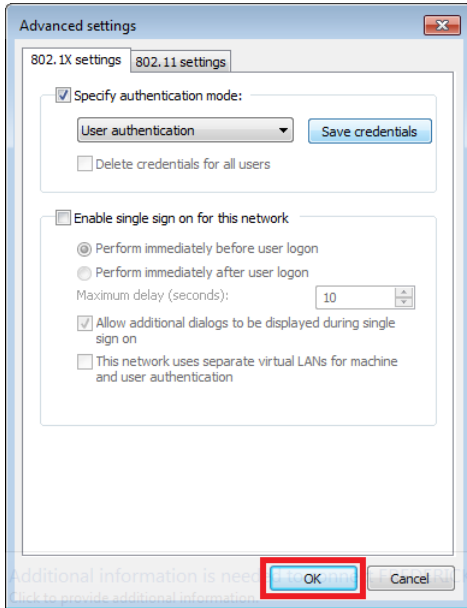 Advanced settings
802.1X settings
802.11 settings
Specify authentication mode:
User authentication
Save credentials
Delete credentials for all users
Enable single sign on for this network
Perform immediately before user logon
Perform immediately after user logon
Maximum delay (seconds):
10
Allow additional dialogs to be displayed during single
sign on
This network uses separate virtual LANs for machine
and user authentication
Additional information is needed to connect
OK
Cancel
Click to provide additional information.